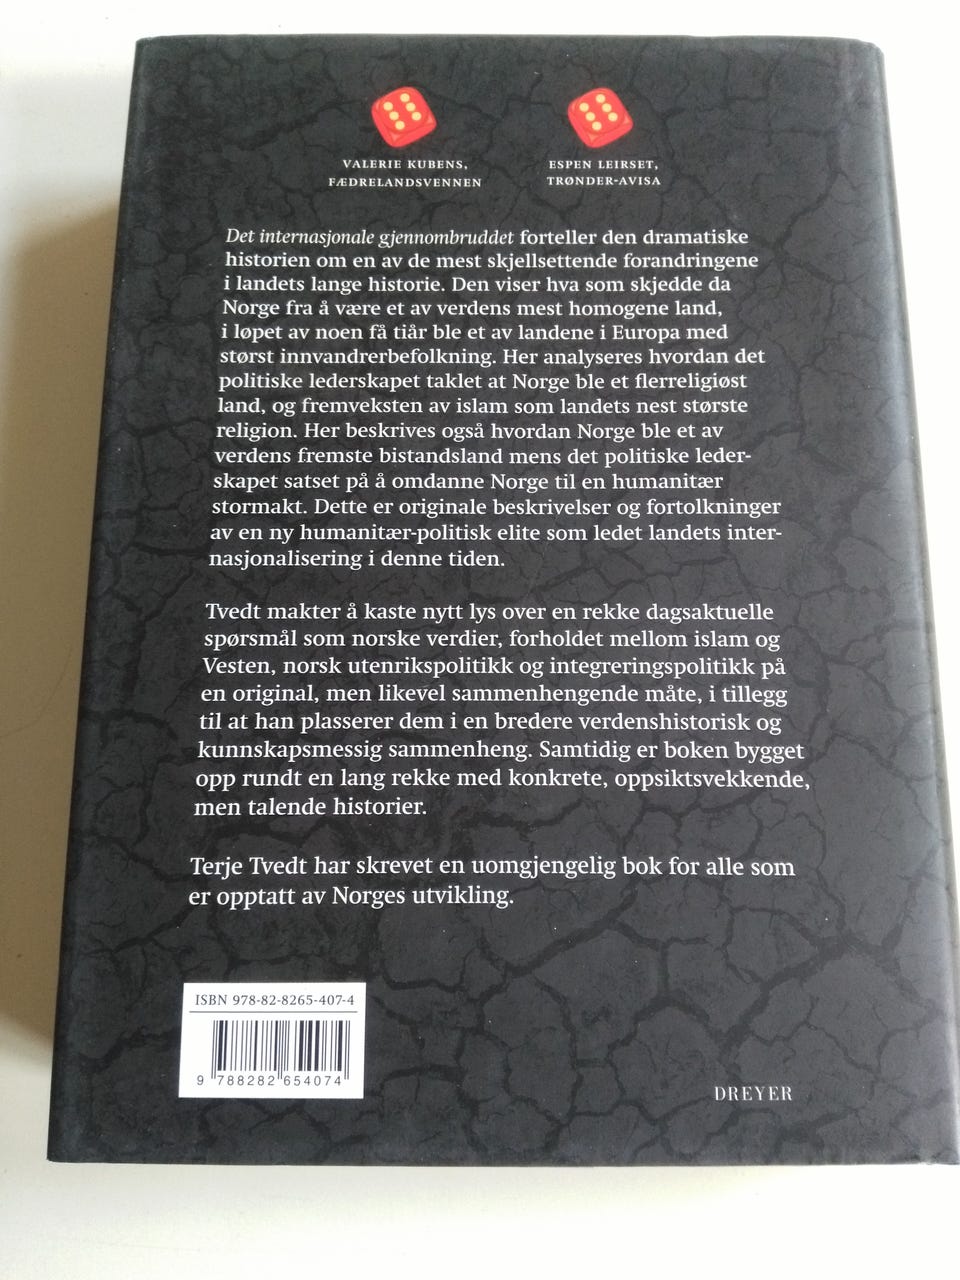 VALERIE KUBENS,
FÆDRELANDSVENNEN
ESPEN LEIRSET,
TRØNDER-AVISA
Det internasjonale gjennombruddet forteller den dramatiske
historien om en av de mest skjellsettende forandringene
i landets lange historie. Den viser hva som skjedde da
Norge fra å være et av verdens mest homogene land,
i løpet av noen få tiår ble et av landene i Europa med
størst innvandrerbefolkning. Her analyseres hvordan det
politiske lederskapet taklet at Norge ble et flerreligiøst
land, og fremveksten av islam som landets nest største
religion. Her beskrives også hvordan Norge ble et av
verdens fremste bistandsland mens det politiske leder-
skapet satset på å omdanne Norge til en humanitær
stormakt. Dette er originale beskrivelser og fortolkninger
av en ny humanitær-politisk elite som ledet landets inter-
nasjonalisering i denne tiden.
Tvedt makter å kaste nytt lys over en rekke dagsaktuelle
spørsmål som norske verdier, forholdet mellom islam og
Vesten, norsk utenrikspolitikk og integreringspolitikk på
en original, men likevel sammenhengende måte, i tillegg
til at han plasserer dem i en bredere verdenshistorisk og
kunnskapsmessig sammenheng. Samtidig er boken bygget
opp rundt en lang rekke med konkrete, oppsiktsvekkende,
men talende historier.
Terje Tvedt har skrevet en uomgjengelig bok for alle som
er opptatt av Norges utvikling.
ISBN 978-82-8265-407-4
9 788282 654074
DREYER